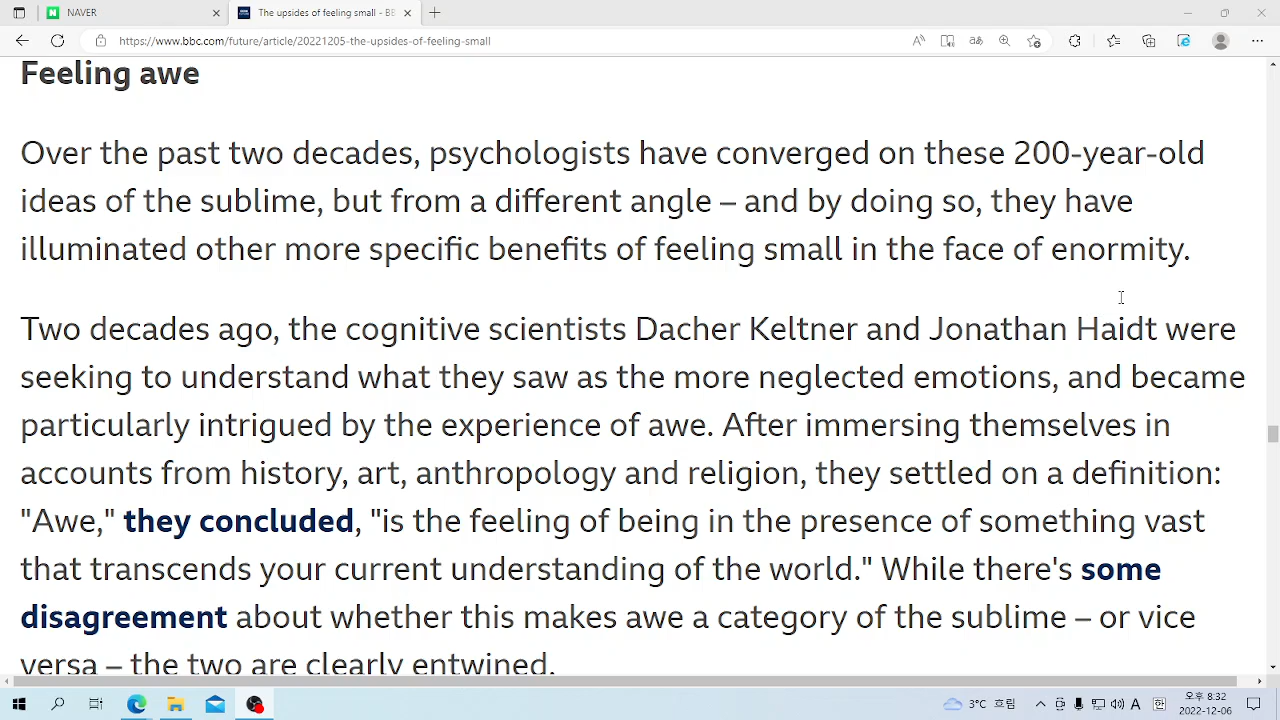 NAVER
The upsides of feeling small - BB
https://www.bbc.com/future/article/20221205-the-upsides-of-feeling-small
Feeling awe
Over the past two decades, psychologists have converged on these 200-year-old
ideas of the sublime, but from a different angle – and by doing so, they have
illuminated other more specific benefits of feeling small in the face of enormity.
Two decades ago, the cognitive scientists Dacher Keltner and Jonathan Haidt were
seeking to understand what they saw as the more neglected emotions, and became
particularly intrigued by the experience of awe. After immersing themselves in
accounts from history, art, anthropology and religion, they settled on a definition:
"Awe," they concluded, "is the feeling of being in the presence of something vast
that transcends your current understanding of the world." While there's some
disagreement about whether this makes awe a category of the sublime – or vice
versa – the two are clearly entwined.
3°C 흐림
A
오후 8:32
2022-12-06